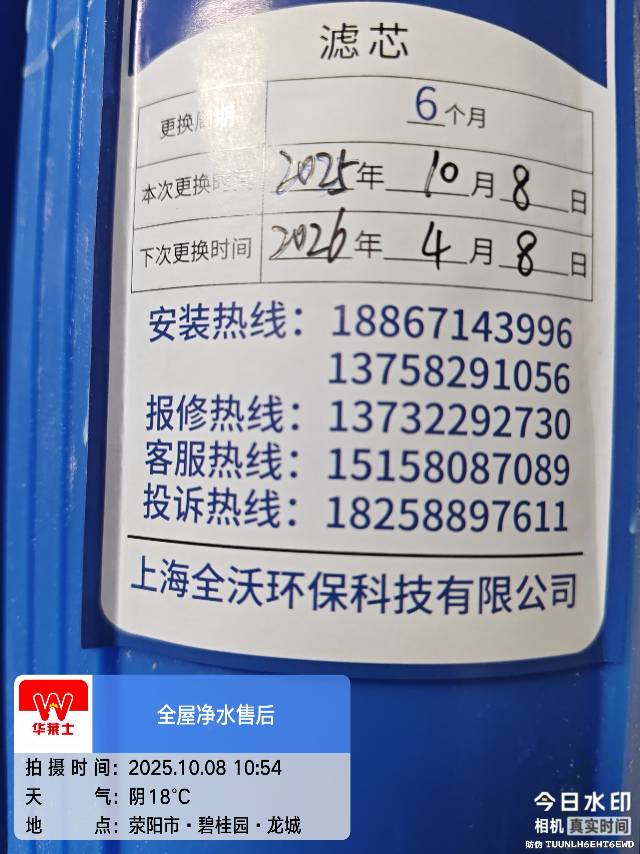 滤芯
更换周期 6个月
本次更换时间 2025年 10月 8日
下次更换时间 2026年 4月 8日
安装热线：18867143996
13758291056
报修热线：13732292730
客服热线：15158087089
投诉热线：18258897611
上海全沃环保科技有限公司
华莱士
全屋净水售后
拍摄时间：2025.10.08 10:54
天气：阴18℃
地点：荥阳市·碧桂园·龙城
今日水印
相机 真实时间
防伪 TUUNLH6EHT6EWD